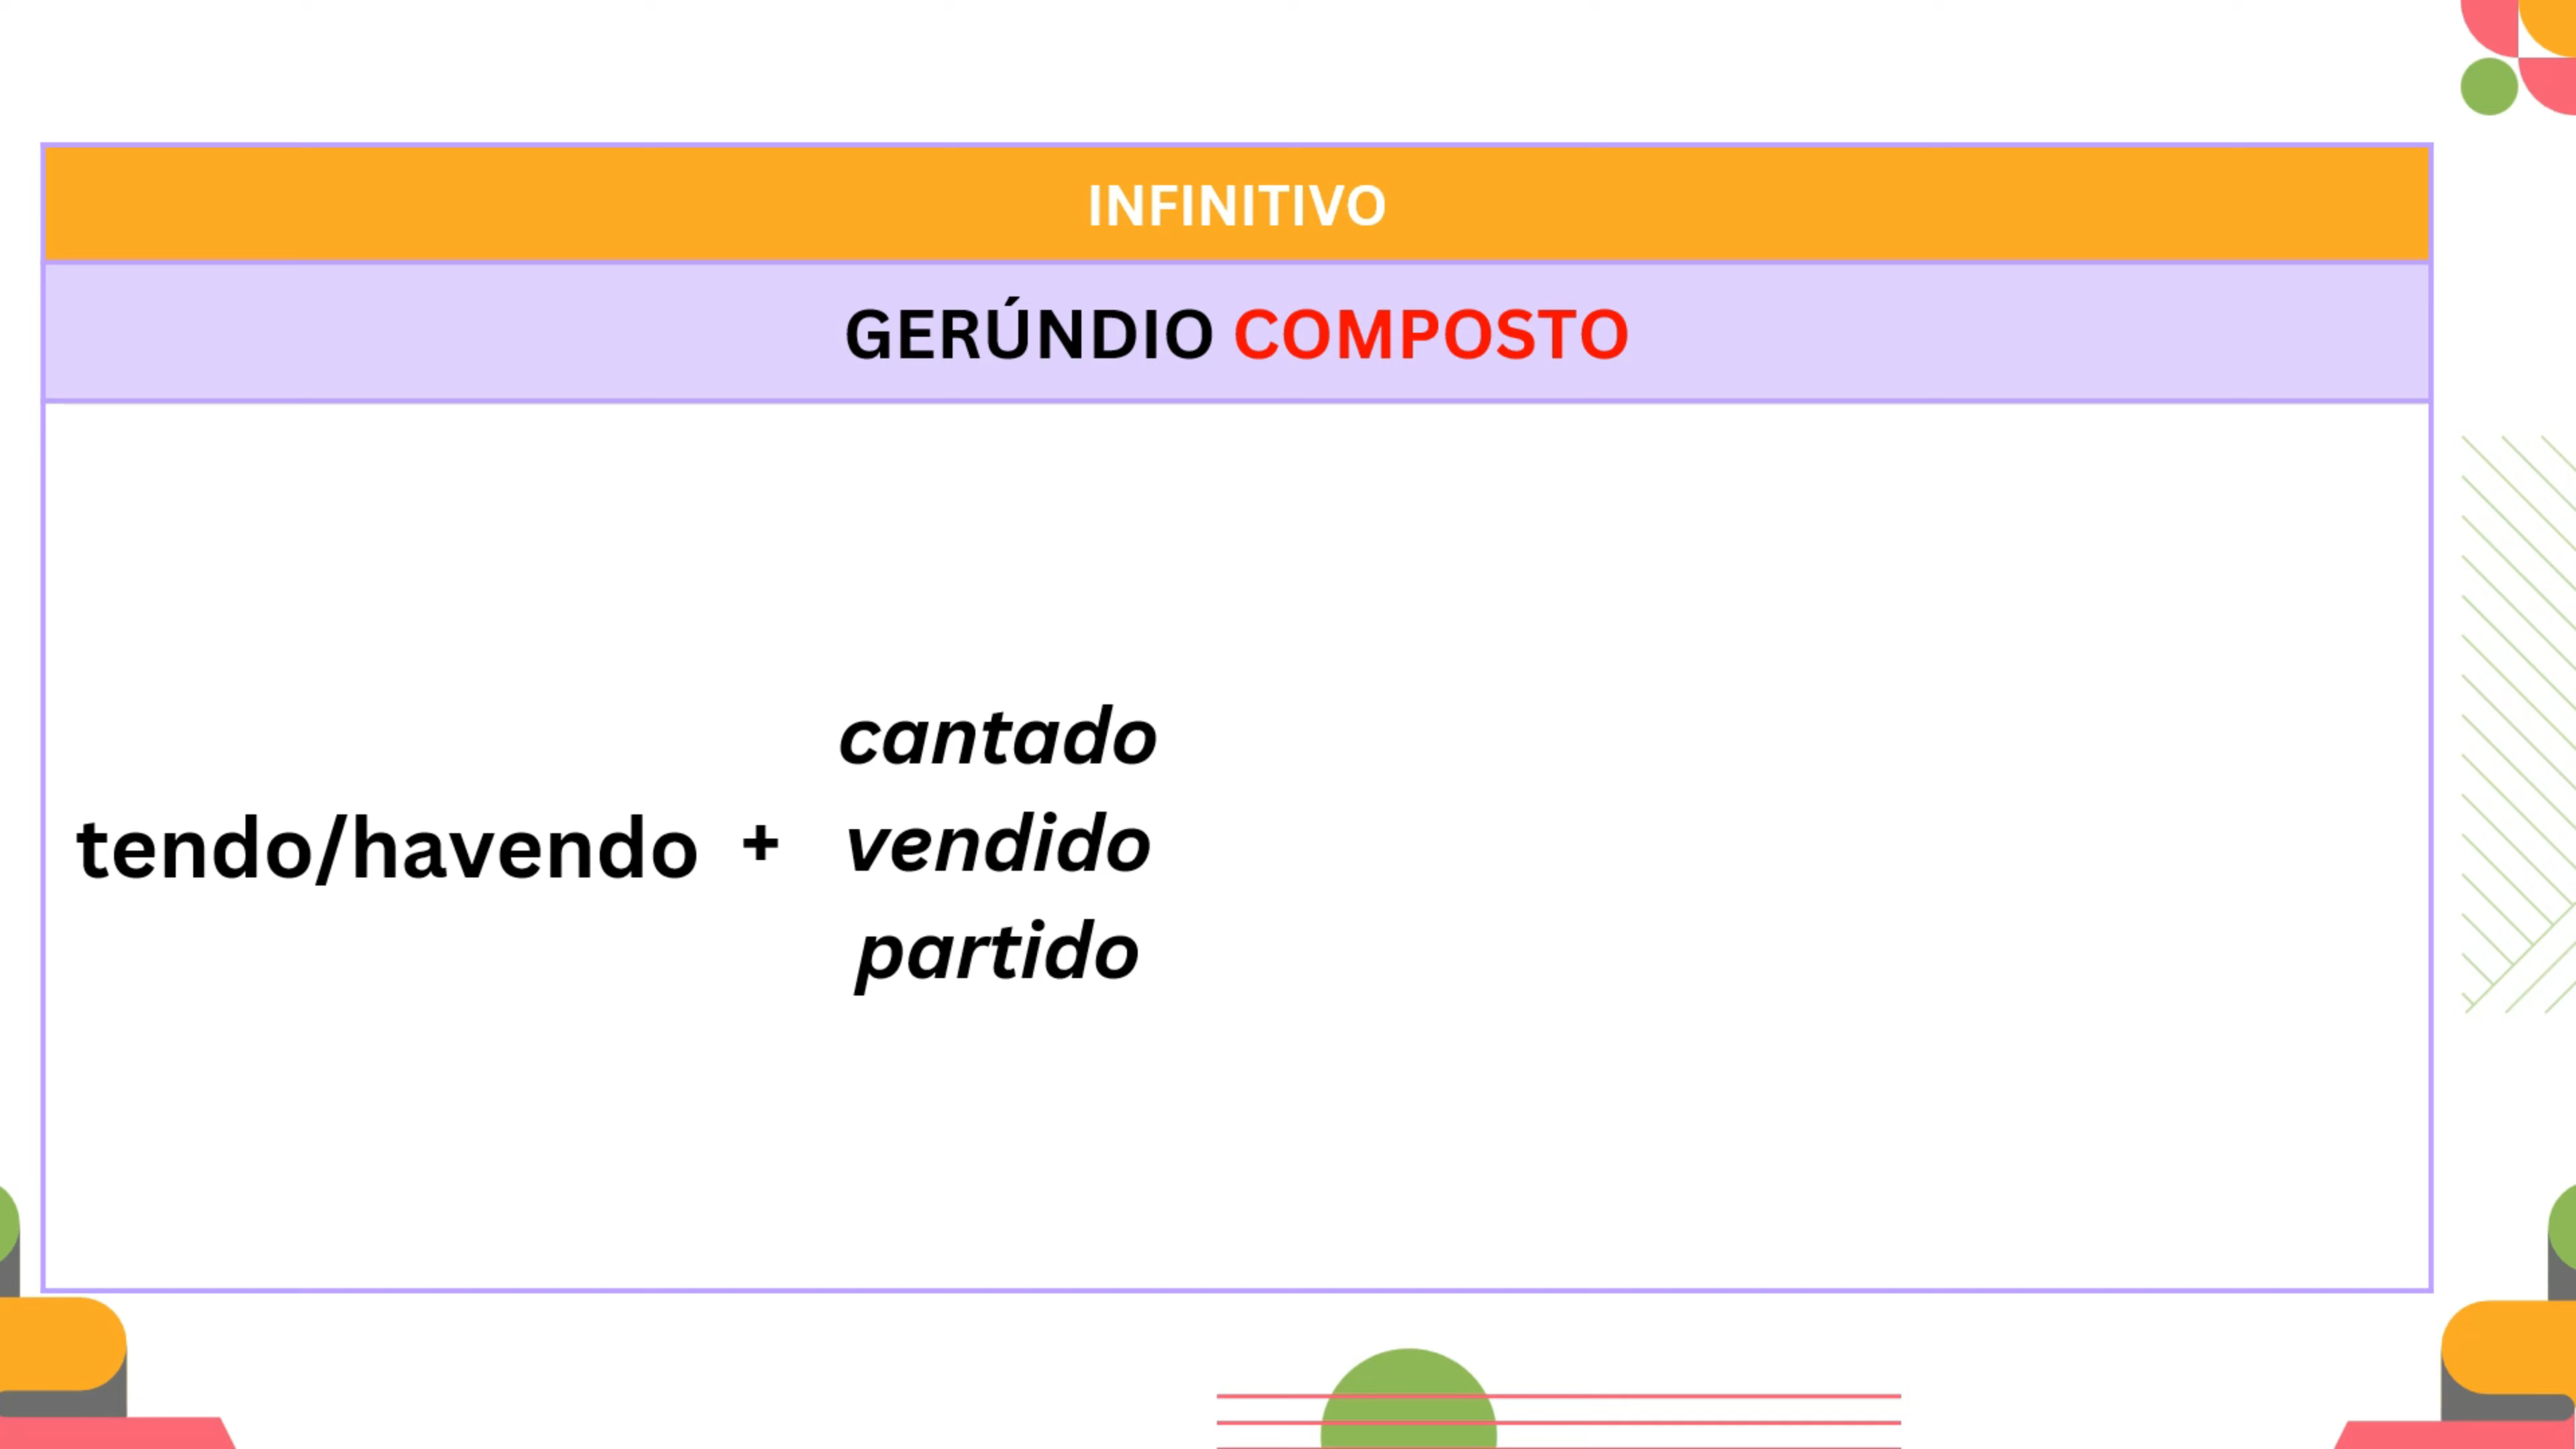 INFINITIVO
GERÚNDIO COMPOSTO
cantado
tendo/havendo + vendido
partido